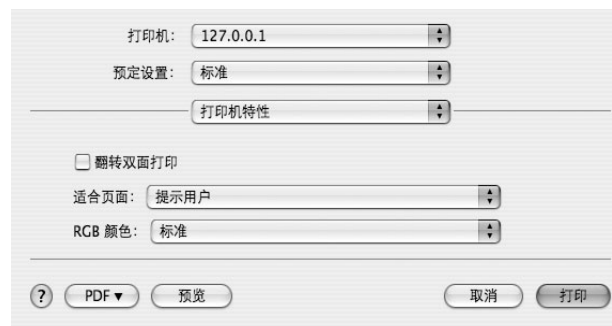 打印机： 127.0.0.1
预定设置： 标准
打印机特性
翻转双面打印
适合页面： 提示用户
RGB 颜色： 标准
? PDF▼ 预览 取消 打印